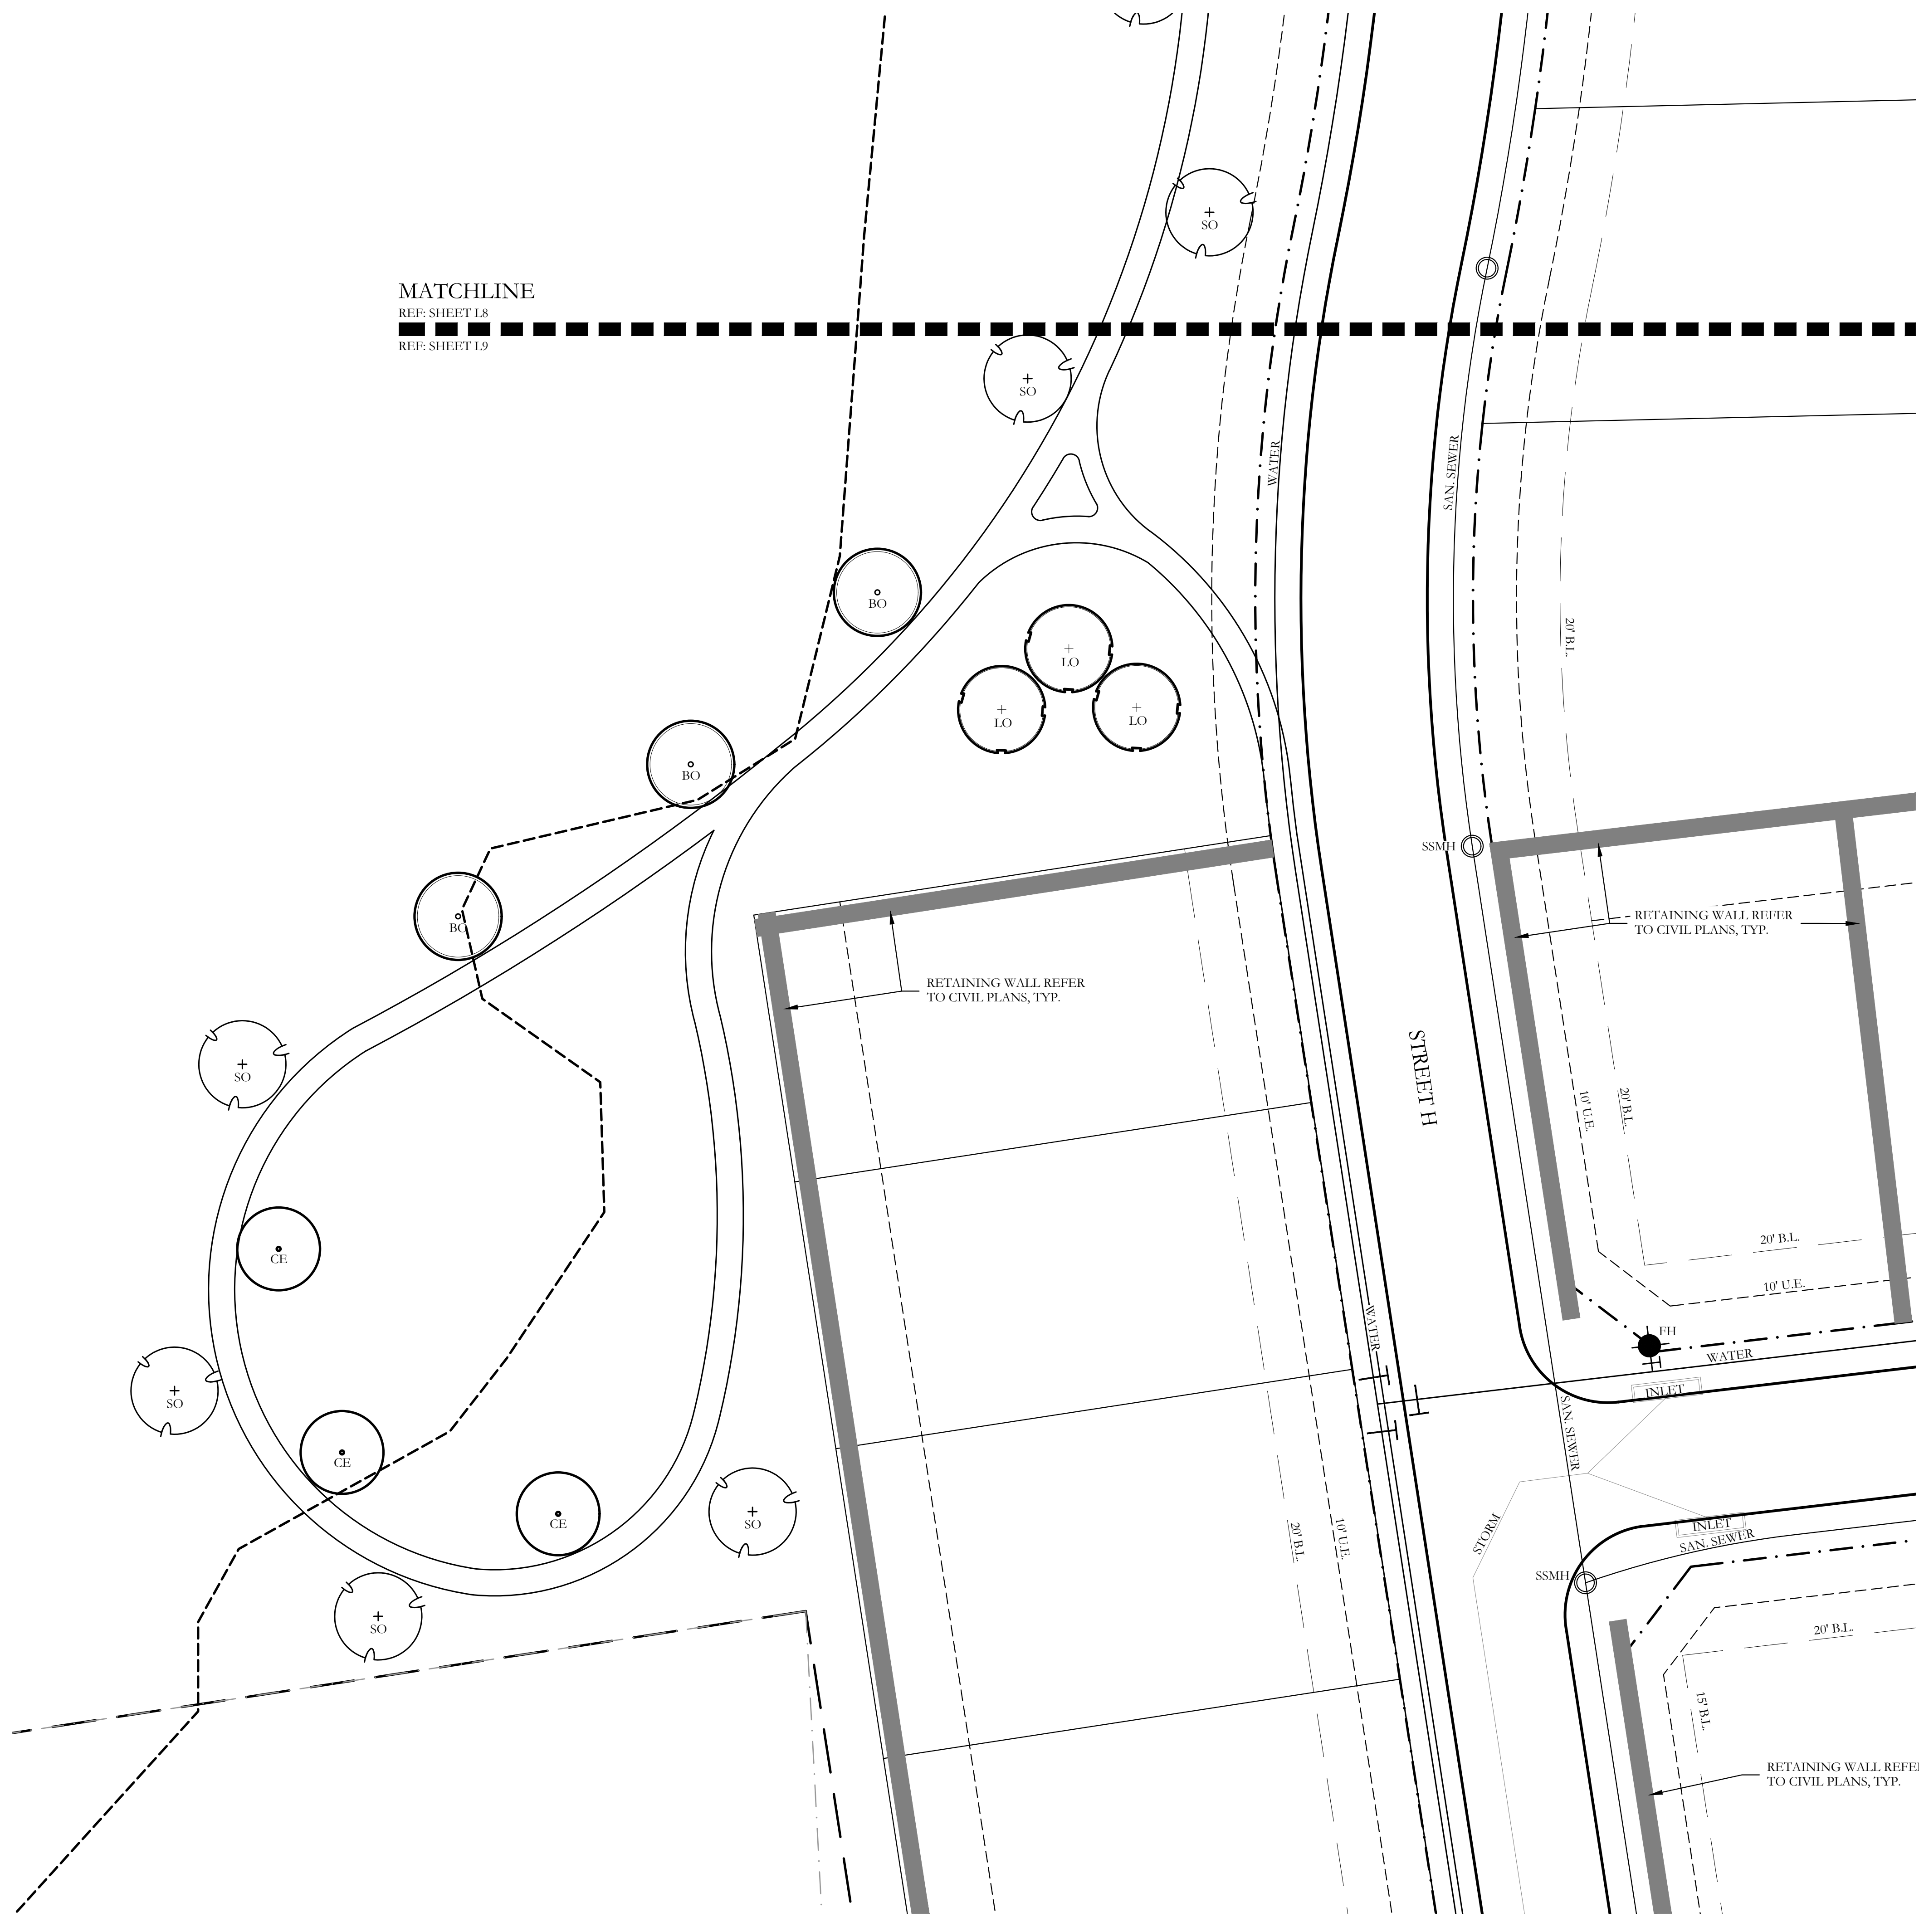 SO
MATCHLINE
REF: SHEET L8
REF: SHEET L9
SO
WATER
SAN. SEWER
BO
LO
LO
LO
20' B.L.
BO
SSMH
BO
RETAINING WALL REFER
TO CIVIL PLANS, TYP.
RETAINING WALL REFER
TO CIVIL PLANS, TYP.
SO
STREET H
10' U.E.
20' B.L.
CE
20' B.L.
10' U.E.
WATER
FH
WATER
SO
INLET
SAN. SEWER
CE
CE
SO
20' B.L.
10' U.E.
STORM
INLET
SAN. SEWER
SSMH
SO
20' B.L.
15' B.L.
RETAINING WALL REFE
TO CIVIL PLANS, TYP.